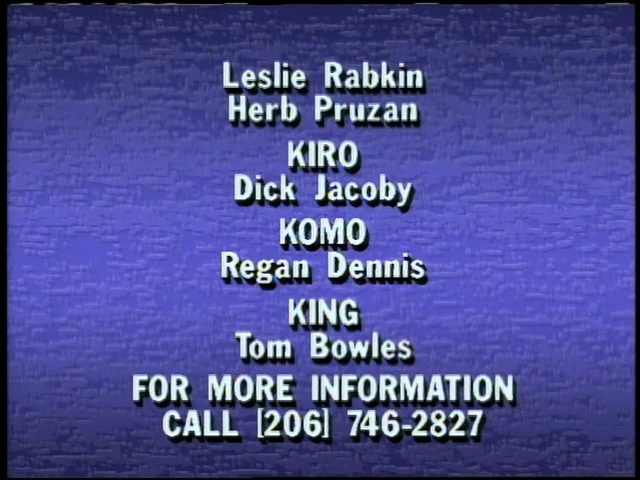 Leslie Rabkin
Herb Pruzan
KIRO
Dick Jacoby
KOMO
Regan Dennis
KING
Tom Bowles
FOR MORE INFORMATION
CALL [206] 746-2827